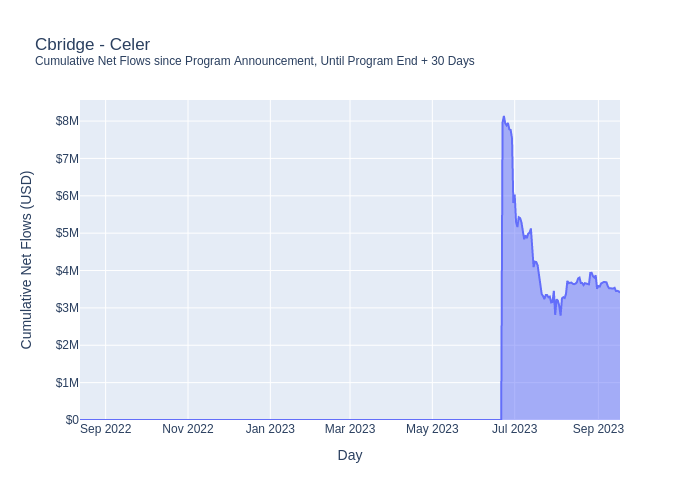 Cbridge - Celer
Cumulative Net Flows since Program Announcement, Until Program End + 30 Days
Cumulative Net Flows (USD)
$8M
$7M
$6M
$5M
$4M
$3M
$2M
$1M
$0
Sep 2022 Nov 2022 Jan 2023 Mar 2023 May 2023 Jul 2023 Sep 2023
Day